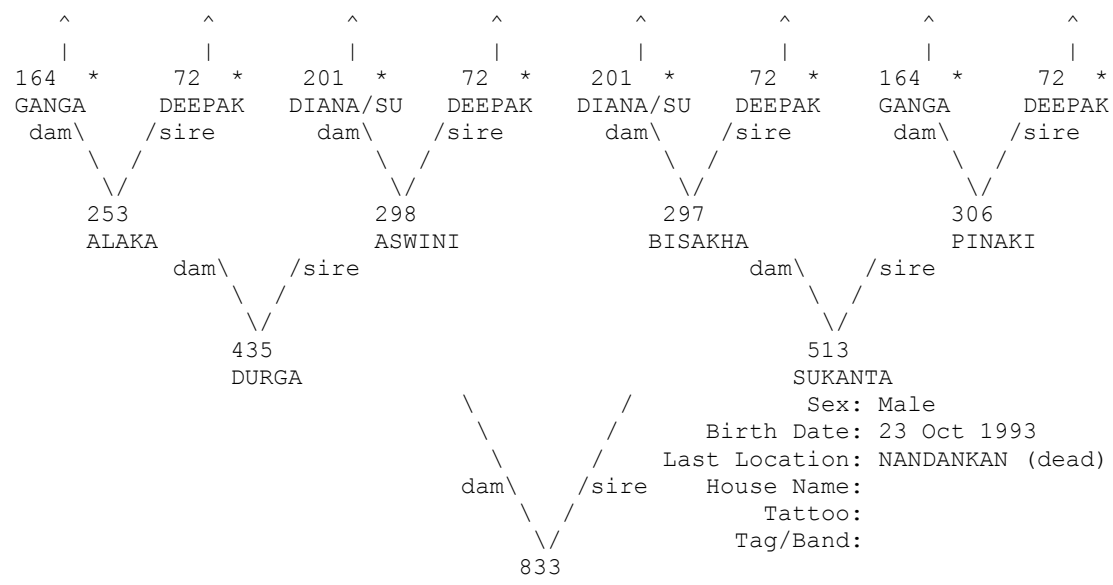 ^ ^ ^ ^ ^ ^ ^ ^
| | | | | | | |
164 * 72 * 201 * 72 * 201 * 72 * 164 * 72 *
GANGA DEEPAK DIANA/SU DEEPAK DIANA/SU DEEPAK GANGA DEEPAK
dam\ /sire dam\ /sire dam\ /sire dam\ /sire
\ / \ / \ / \ /
\/ \/ \/ \/
253 298 297 306
ALAKA ASWINI BISAKHA PINAKI
dam\ /sire dam\ /sire
\ / \ /
\/ \/
435 513
DURGA SUKANTA
\ / Sex: Male
\ / Birth Date: 23 Oct 1993
\ / Last Location: NANDANKAN (dead)
dam\ /sire House Name:
\ / Tattoo:
\/ Tag/Band:
833